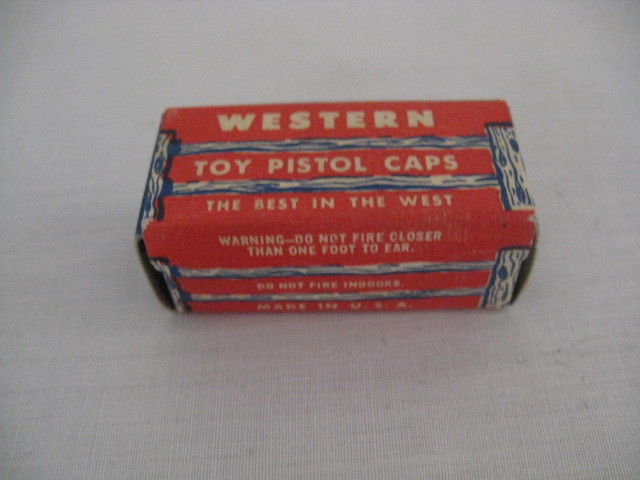 WESTERN
TOY PISTOL CAPS
THE BEST IN THE WEST
WARNING—DO NOT FIRE CLOSER
THAN ONE FOOT TO EAR.
DO NOT FIRE INDOORS.
MADE IN U. S. A.